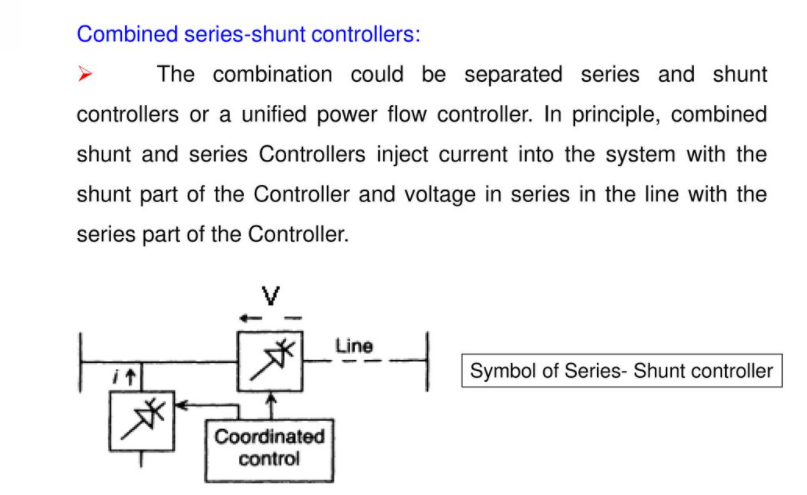 Combined series-shunt controllers:
➢ The combination could be separated series and shunt
controllers or a unified power flow controller. In principle, combined
shunt and series Controllers inject current into the system with the
shunt part of the Controller and voltage in series in the line with the
series part of the Controller.
V
Line
i
Symbol of Series- Shunt controller
Coordinated
control